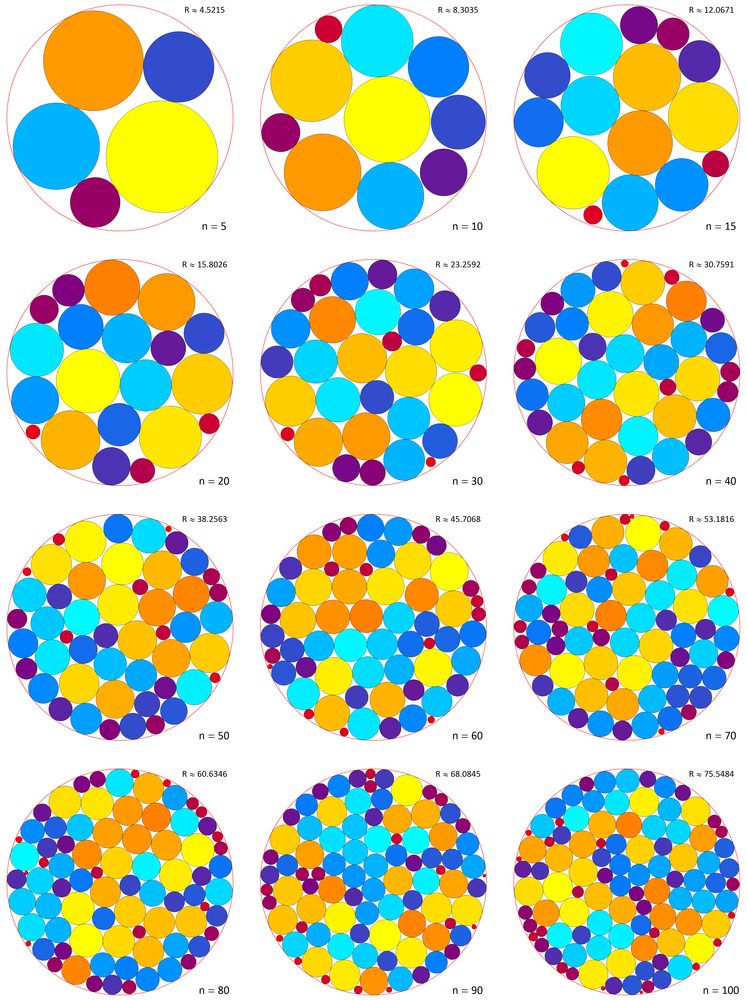 R ≈ 4.5215
n = 5
R ≈ 8.3035
n = 10
R ≈ 12.0671
n = 15
R ≈ 15.8026
n = 20
R ≈ 23.2592
n = 30
R ≈ 30.7591
n = 40
R ≈ 38.2563
n = 50
R ≈ 45.7068
n = 60
R ≈ 53.1816
n = 70
R ≈ 60.6346
n = 80
R ≈ 68.0845
n = 90
R ≈ 75.5484
n = 100